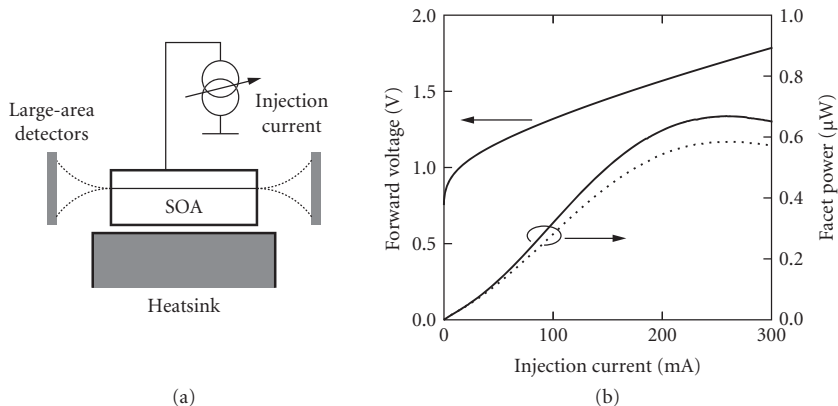 (a)
Large-area
detectors
Injection
current
SOA
Heatsink
(b)
Forward voltage (V)
2.0
1.5
1.0
0.5
0.0
Facet power (μW)
1.0
0.8
0.6
0.4
0.2
0.0
0
100
200
300
Injection current (mA)
(a)
(b)